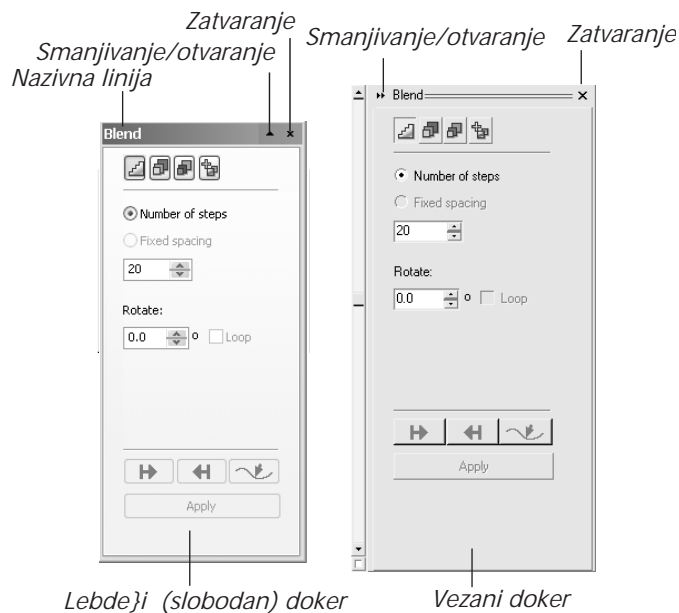 Zatvaranje
Smanjivanje/otvaranje
Nazivna linija
Blend
Number of steps
Fixed spacing
20
Rotate:
0.0 o Loop
Apply
Lebde}i (slobodan) doker
Smanjivanje/otvaranje
Zatvaranje
Blend
Number of steps
Fixed spacing
20
Rotate:
0.0 o Loop
Apply
Vezani doker